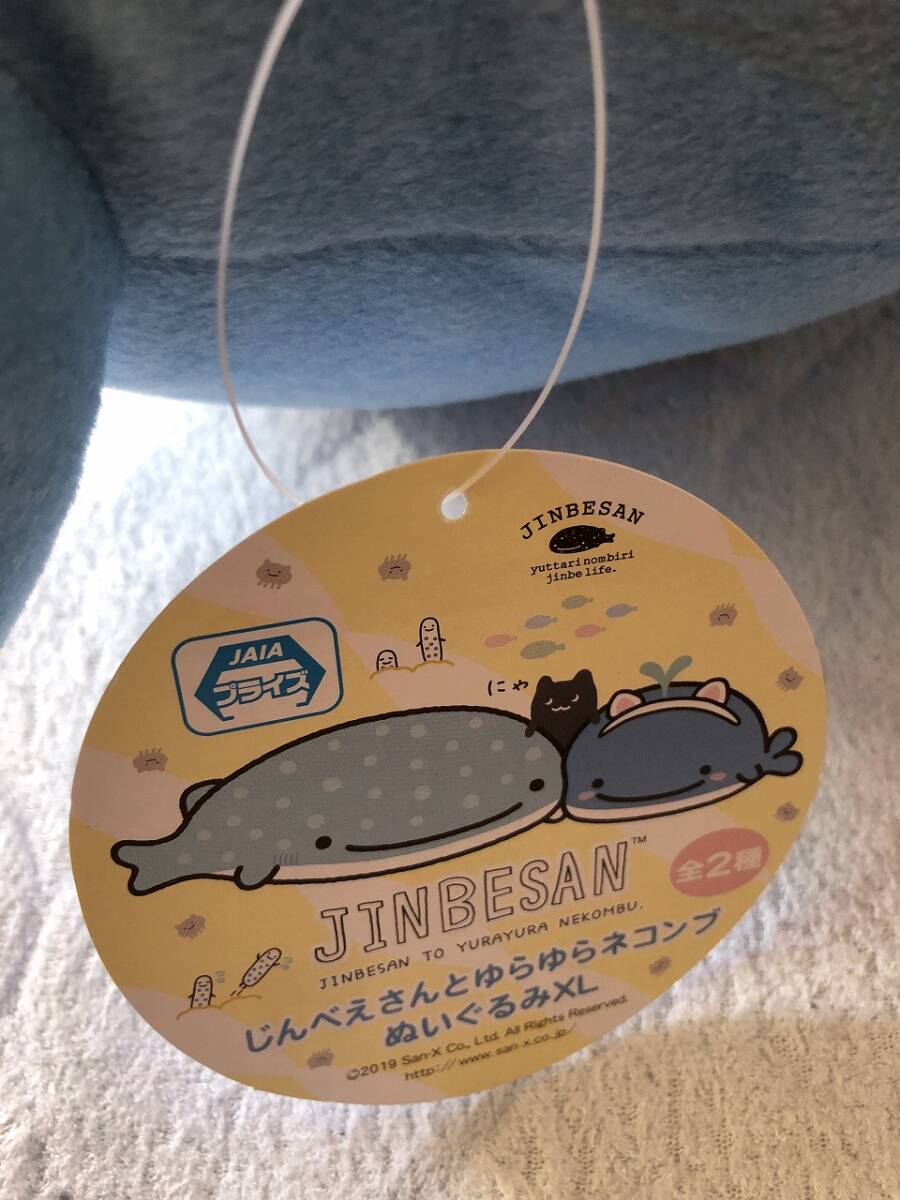 JINBESAN
yuttari nombiri
jinbe life.
JAIA
プライズ
にゃ
JINBESAN™
JINBESAN TO YURAYURA NEKOMBU.
全2種
じんべえさんとゆらゆらネコンブ
ぬいぐるみXL
©2019 San-X Co., Ltd. All Rights Reserved.
http://www.san-x.co.jp/